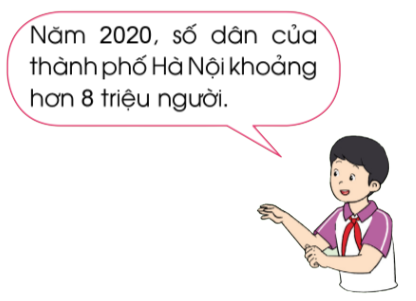 Năm 2020, số dân của
thành phố Hà Nội khoảng
hơn 8 triệu người.